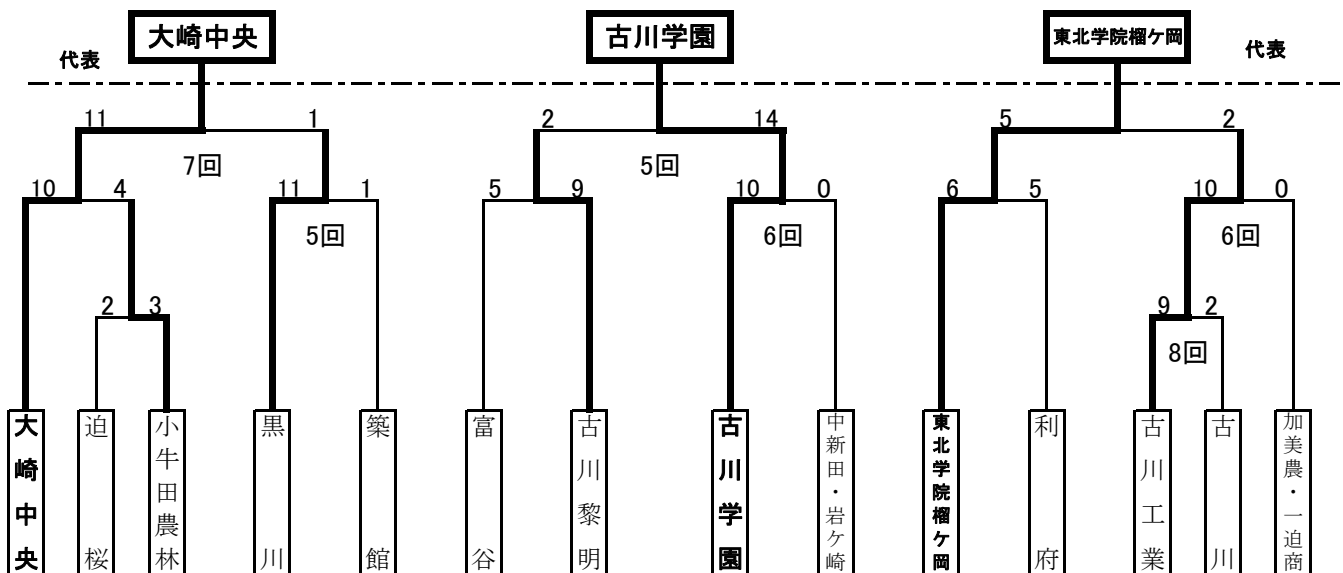 大崎中央
古川学園
東北学院榴ケ岡
代表
代表
11
1
2
14
5
2
7回
5回
10
4
11
1
5
9
10
0
6
5
10
0
5回
6回
6回
2
3
9
2
8回
大崎中央
迫桜
小牛田農林
黒川
築館
富谷
古川黎明
古川学園
中新田・岩ケ崎
東北学院榴ケ岡
利府
古川工業
古川
加美農・一迫商